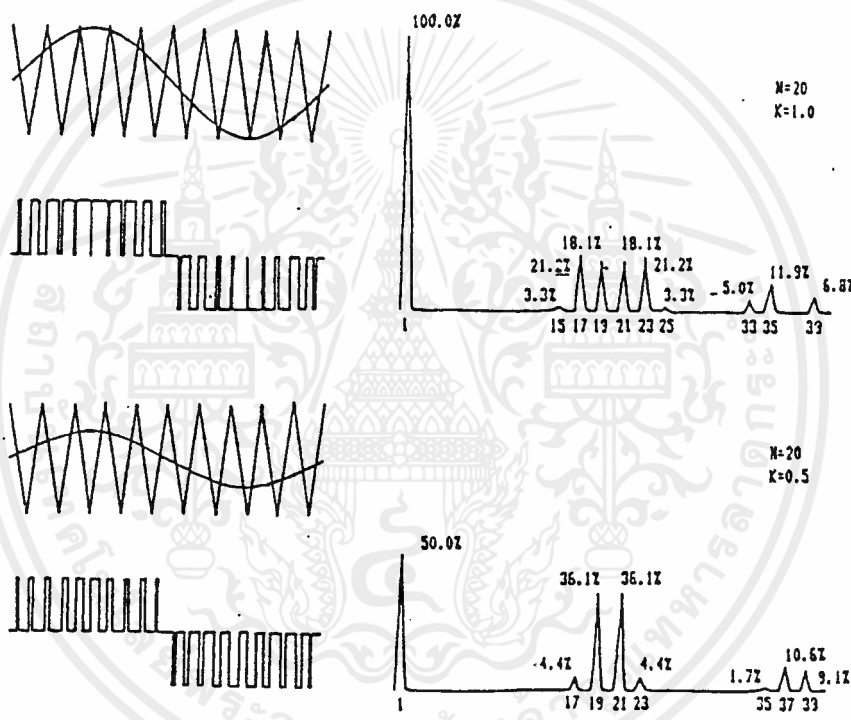 100.0%
N=20
K=1.0
18.1% 18.1%
21.2% 21.2% 11.9%
3.3% 3.3% -5.0% 6.8%
1 15 17 19 21 23 25 33 35 39
N=20
K=0.5
50.0%
36.1% 36.1%
-4.4% 4.4% 10.6%
1.7% 9.1%
1 17 19 21 23 35 37 39